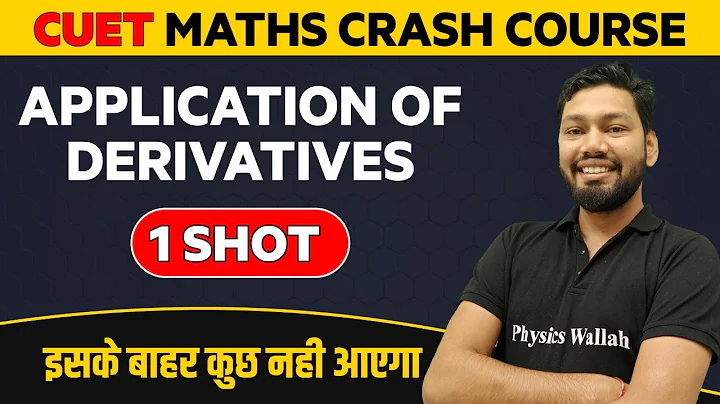 CUET MATHS CRASH COURSE
APPLICATION OF
DERIVATIVES
1 SHOT
Physics Wallah
इसके बाहर कुछ नही आएगा